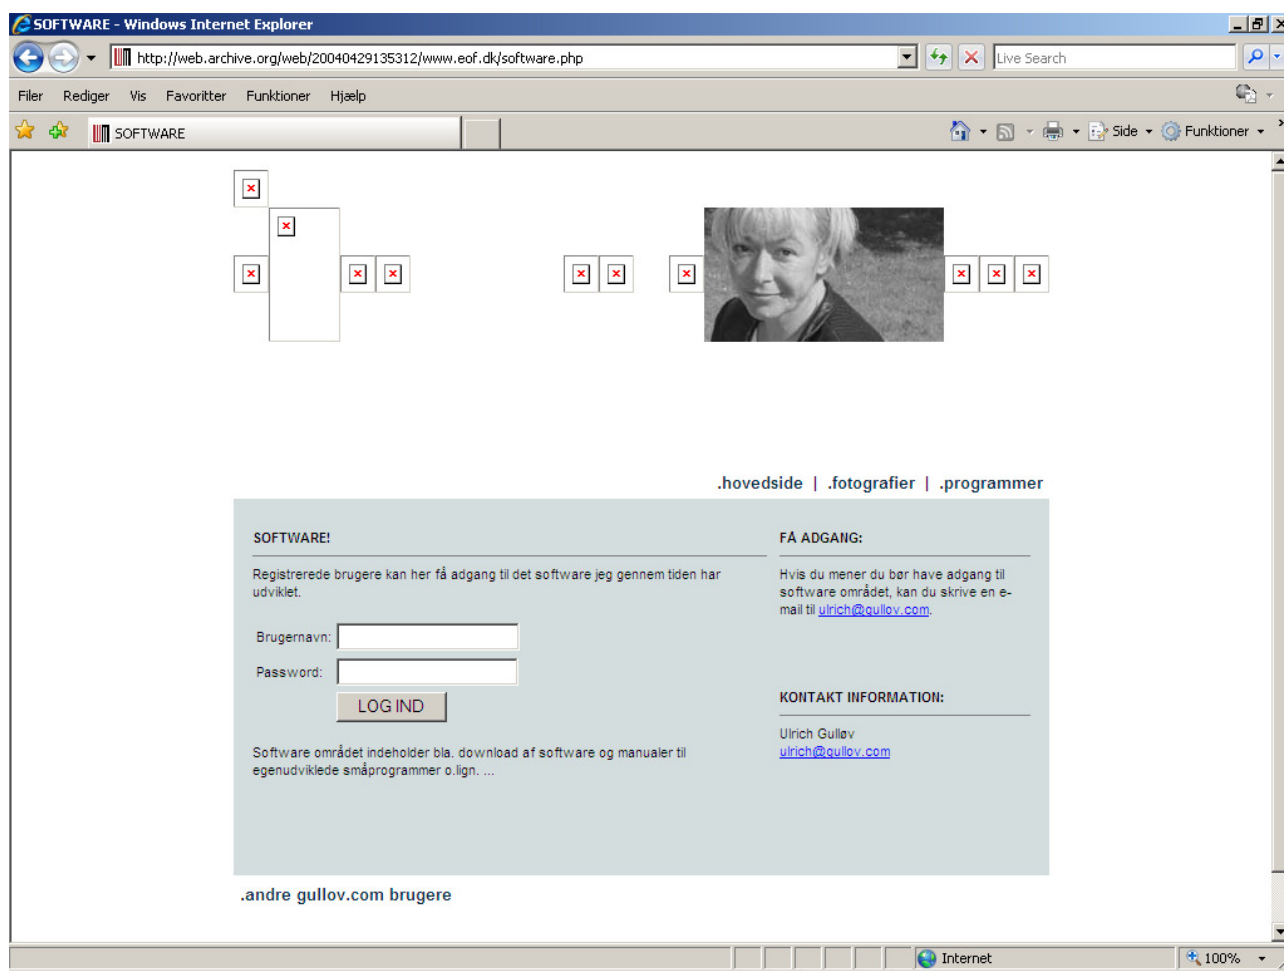 SOFTWARE - Windows Internet Explorer
http://web.archive.org/web/20040429135312/www.eof.dk/software.php
Live Search
Filer Rediger Vis Favoritter Funktioner Hjælp
SOFTWARE
Side Funktioner
.hovedside | .fotografier | .programmer
SOFTWARE!
Registrerede brugere kan her få adgang til det software jeg gennem tiden har
udviklet.
Brugernavn:
Password:
LOG IND
Software området indeholder bla. download af software og manualer til
egenudviklede småprogrammer o.lign. ...
FÅ ADGANG:
Hvis du mener du bør have adgang til
software området, kan du skrive en e-
mail til ulrich@gullov.com.
KONTAKT INFORMATION:
Ulrich Gulløv
ulrich@gullov.com
.andre gullov.com brugere
Internet
100%